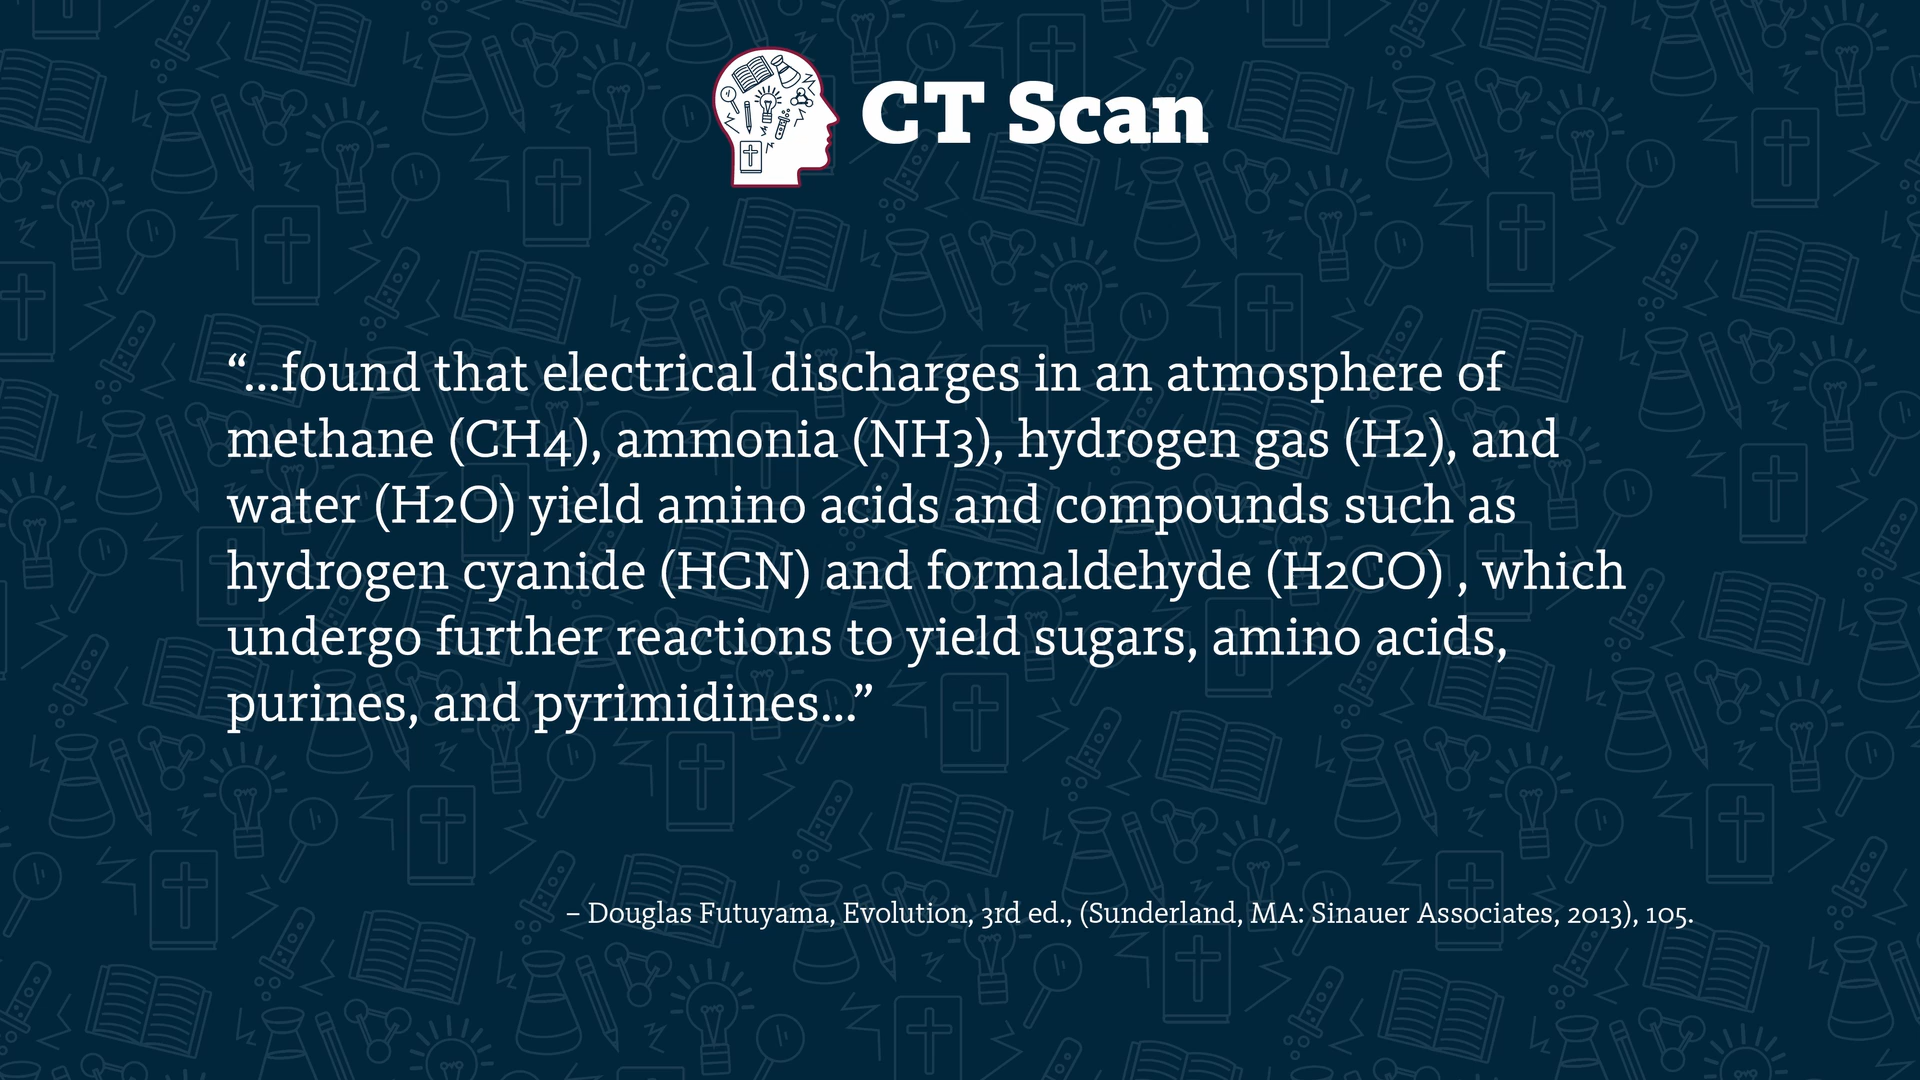 CT Scan
“...found that electrical discharges in an atmosphere of
methane (CH4), ammonia (NH3), hydrogen gas (H2), and
water (H2O) yield amino acids and compounds such as
hydrogen cyanide (HCN) and formaldehyde (H2CO) , which
undergo further reactions to yield sugars, amino acids,
purines, and pyrimidines...”
– Douglas Futuyama, Evolution, 3rd ed., (Sunderland, MA: Sinauer Associates, 2013), 105.